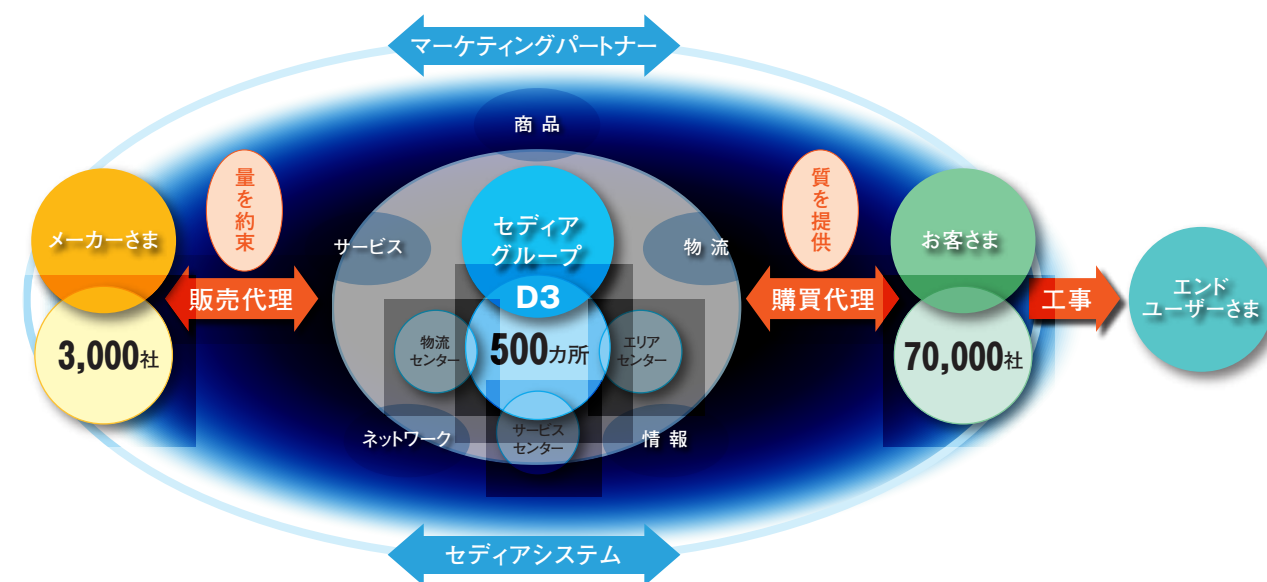 マーケティングパートナー
商品
量を約束
質を提供
メーカーさま
サービス
セディア
グループ
物流
お客さま
販売代理
D3
購買代理
工事
エンド
ユーザーさま
3,000社
物流
センター
500カ所
エリア
センター
70,000社
ネットワーク
サービス
センター
情報
セディアシステム